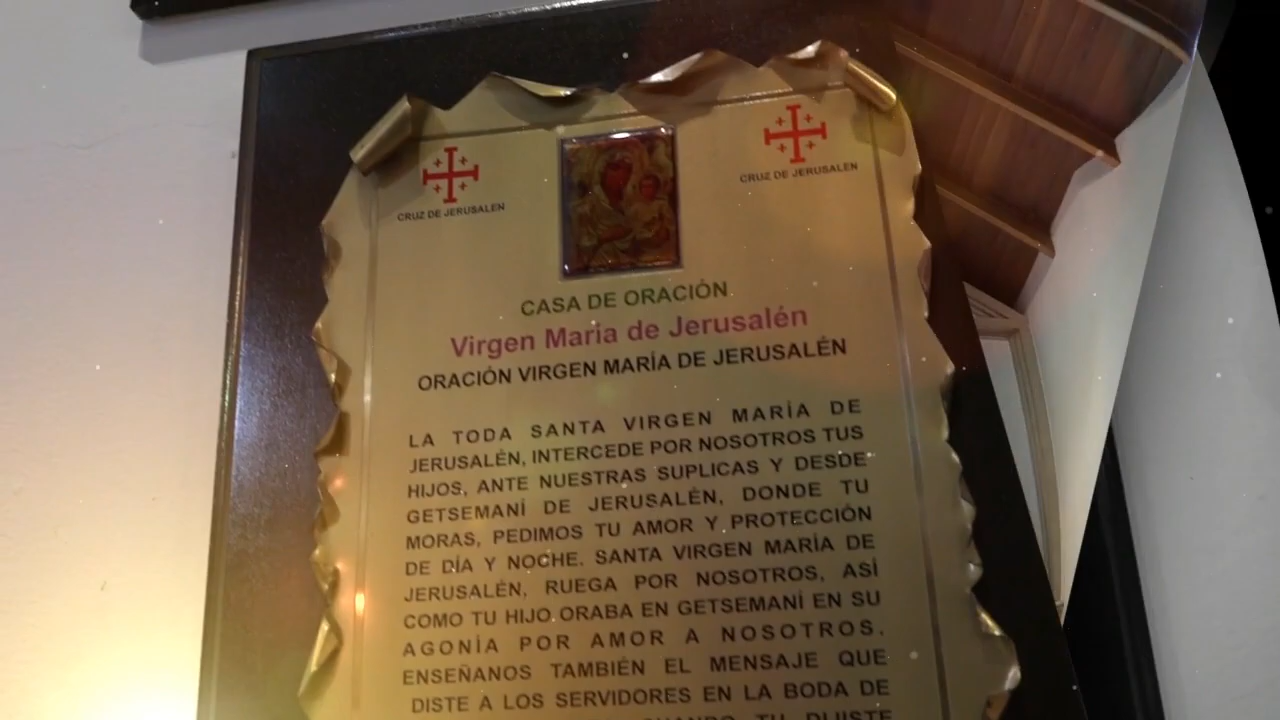 CRUZ DE JERUSALEN
CRUZ DE JERUSALEN
CASA DE ORACIÓN
Virgen María de Jerusalén
ORACIÓN VIRGEN MARÍA DE JERUSALÉN
LA TODA SANTA VIRGEN MARÍA DE
JERUSALÉN, INTERCEDE POR NOSOTROS TUS
HIJOS, ANTE NUESTRAS SUPLICAS Y DESDE
GETSEMANÍ DE JERUSALÉN, DONDE TU
MORAS, PEDIMOS TU AMOR Y PROTECCIÓN
DE DÍA Y NOCHE. SANTA VIRGEN MARÍA DE
JERUSALÉN, RUEGA POR NOSOTROS, ASÍ
COMO TU HIJO ORABA EN GETSEMANÍ EN SU
AGONÍA POR AMOR A NOSOTROS.
ENSEÑANOS TAMBIÉN EL MENSAJE QUE
DISTE A LOS SERVIDORES EN LA BODA DE
CUANDO TU DIJISTE